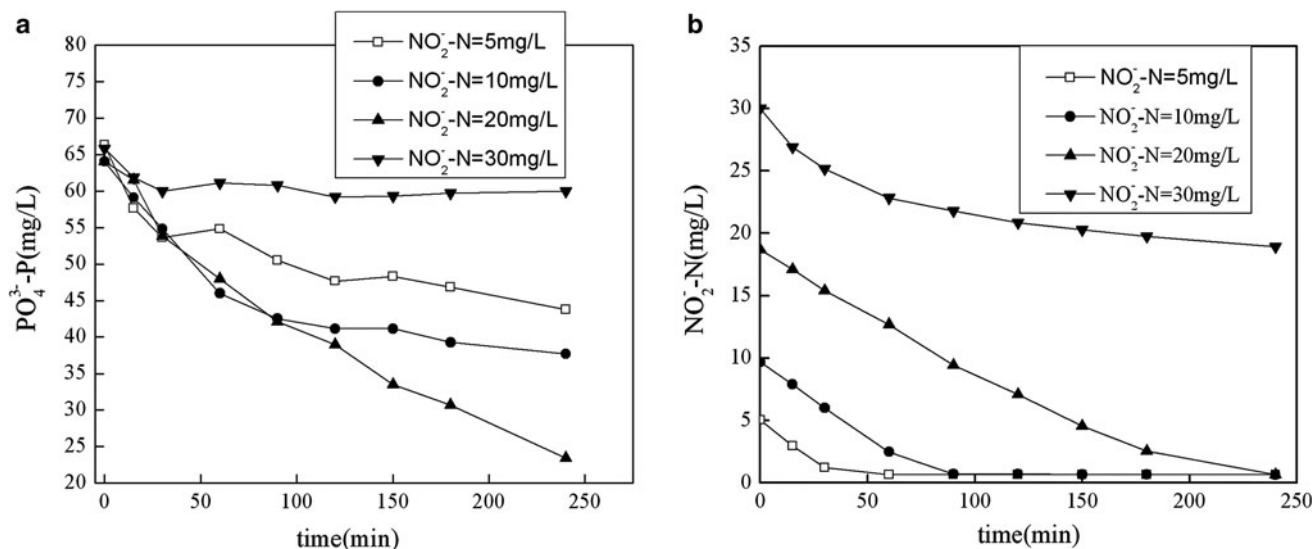 a
80
75
70
65
60
55
50
45
40
35
30
25
20
0
50
100
150
200
250
PO₄³⁻-P(mg/L)
time(min)
NO₂⁻-N=5mg/L
NO₂⁻-N=10mg/L
NO₂⁻-N=20mg/L
NO₂⁻-N=30mg/L
b
35
30
25
20
15
10
5
0
0
50
100
150
200
250
NO₂⁻-N(mg/L)
time(min)
NO₂⁻-N=5mg/L
NO₂⁻-N=10mg/L
NO₂⁻-N=20mg/L
NO₂⁻-N=30mg/L